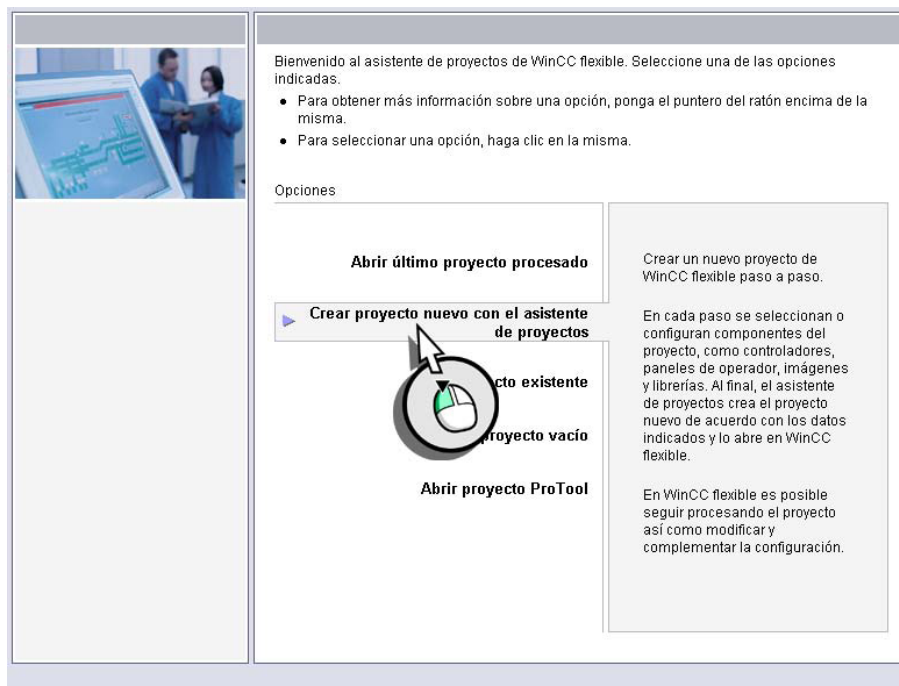 Bienvenido al asistente de proyectos de WinCC flexible. Seleccione una de las opciones
indicadas.
● Para obtener más información sobre una opción, ponga el puntero del ratón encima de la
misma.
● Para seleccionar una opción, haga clic en la misma.
Opciones
Abrir último proyecto procesado
Crear proyecto nuevo con el asistente
de proyectos
existente
proyecto vacío
Abrir proyecto ProTool
Crear un nuevo proyecto de
WinCC flexible paso a paso.
En cada paso se seleccionan o
configuran componentes del
proyecto, como controladores,
paneles de operador, imágenes
y librerías. Al final, el asistente
de proyectos crea el proyecto
nuevo de acuerdo con los datos
indicados y lo abre en WinCC
flexible.
En WinCC flexible es posible
seguir procesando el proyecto
así como modificar y
complementar la configuración.